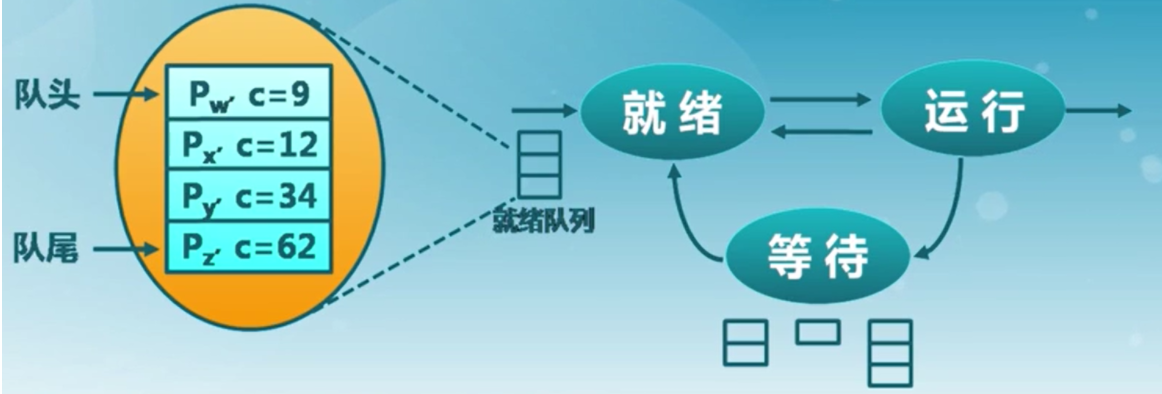 队头
P_w, c=9
P_x, c=12
P_y, c=34
队尾
P_z, c=62
就绪队列
就绪
运行
等待